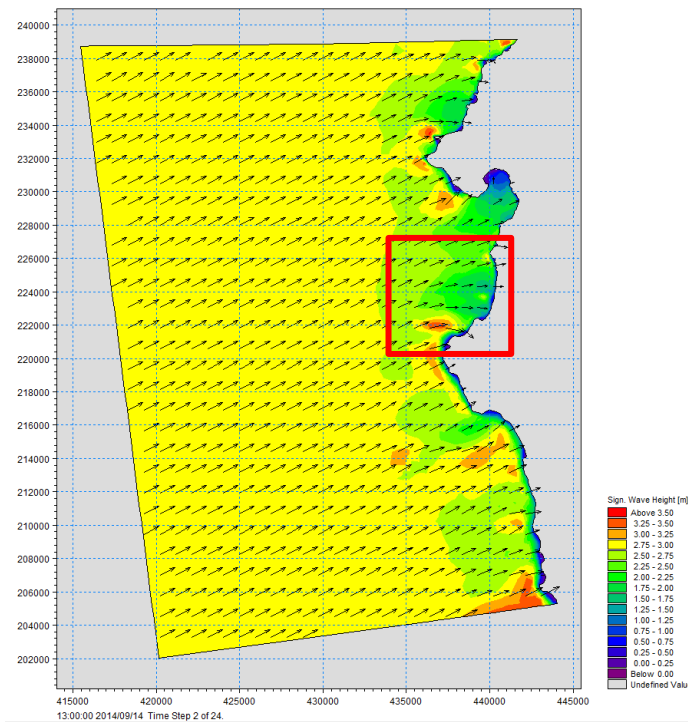 240000
238000
236000
234000
232000
230000
228000
226000
224000
222000
220000
218000
216000
214000
212000
210000
208000
206000
204000
202000
415000 420000 425000 430000 435000 440000 445000
13:00:00 2014/09/14 Time Step 2 of 24.
Sign. Wave Height [m]
Above 3.50
3.25 - 3.50
3.00 - 3.25
2.75 - 3.00
2.50 - 2.75
2.25 - 2.50
2.00 - 2.25
1.75 - 2.00
1.50 - 1.75
1.25 - 1.50
1.00 - 1.25
0.75 - 1.00
0.50 - 0.75
0.25 - 0.50
0.00 - 0.25
Below 0.00
Undefined Valu